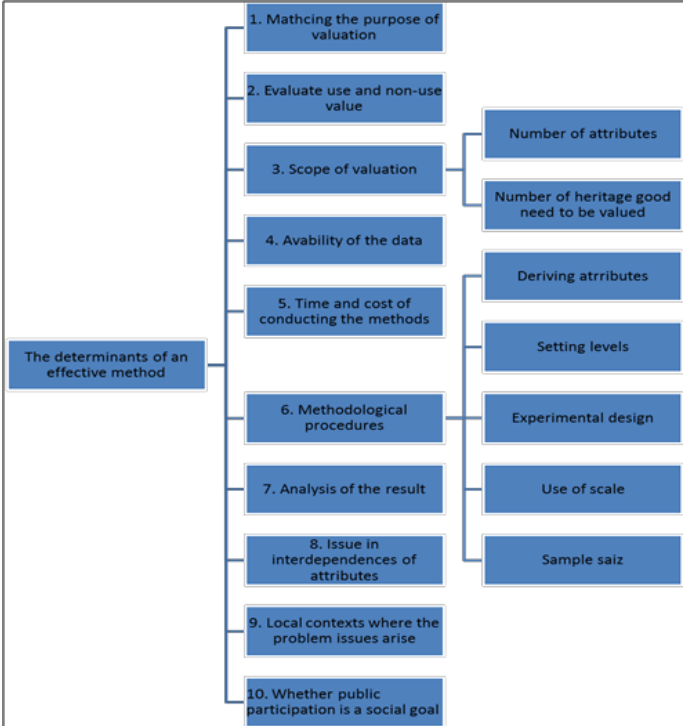 1. Mathcing the purpose of
valuation
2. Evaluate use and non-use
value
3. Scope of valuation
Number of attributes
Number of heritage good
need to be valued
4. Avability of the data
5. Time and cost of
conducting the methods
The determinants of an
effective method
6. Methodological
procedures
Deriving atrributes
Setting levels
Experimental design
Use of scale
Sample saiz
7. Analysis of the result
8. Issue in
interdependences of
attributes
9. Local contexts where the
problem issues arise
10. Whether public
participation is a social goal